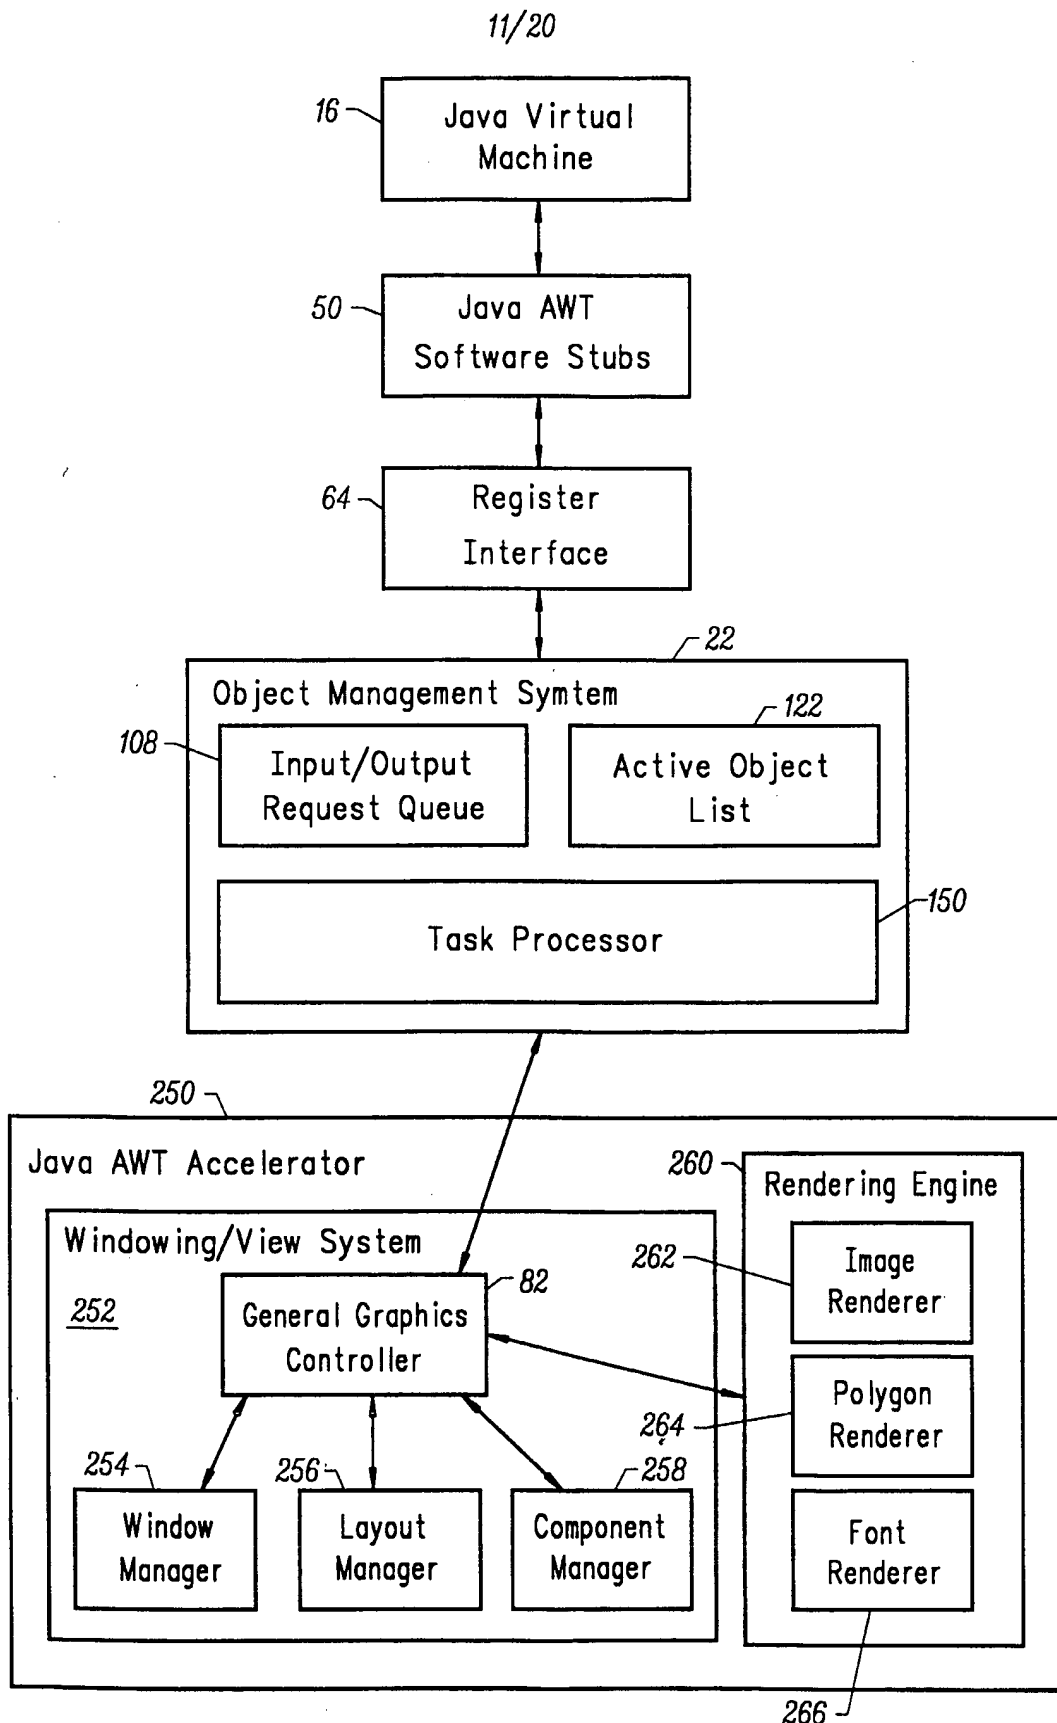 11/20
16
Java Virtual
Machine
50
Java AWT
Software Stubs
64
Register
Interface
22
Object Management Symtem
108
Input/Output
Request Queue
122
Active Object
List
150
Task Processor
250
Java AWT Accelerator
Windowing/View System
252
82
General Graphics
Controller
254
Window
Manager
256
Layout
Manager
258
Component
Manager
260
Rendering Engine
262
Image
Renderer
264
Polygon
Renderer
Font
Renderer
266